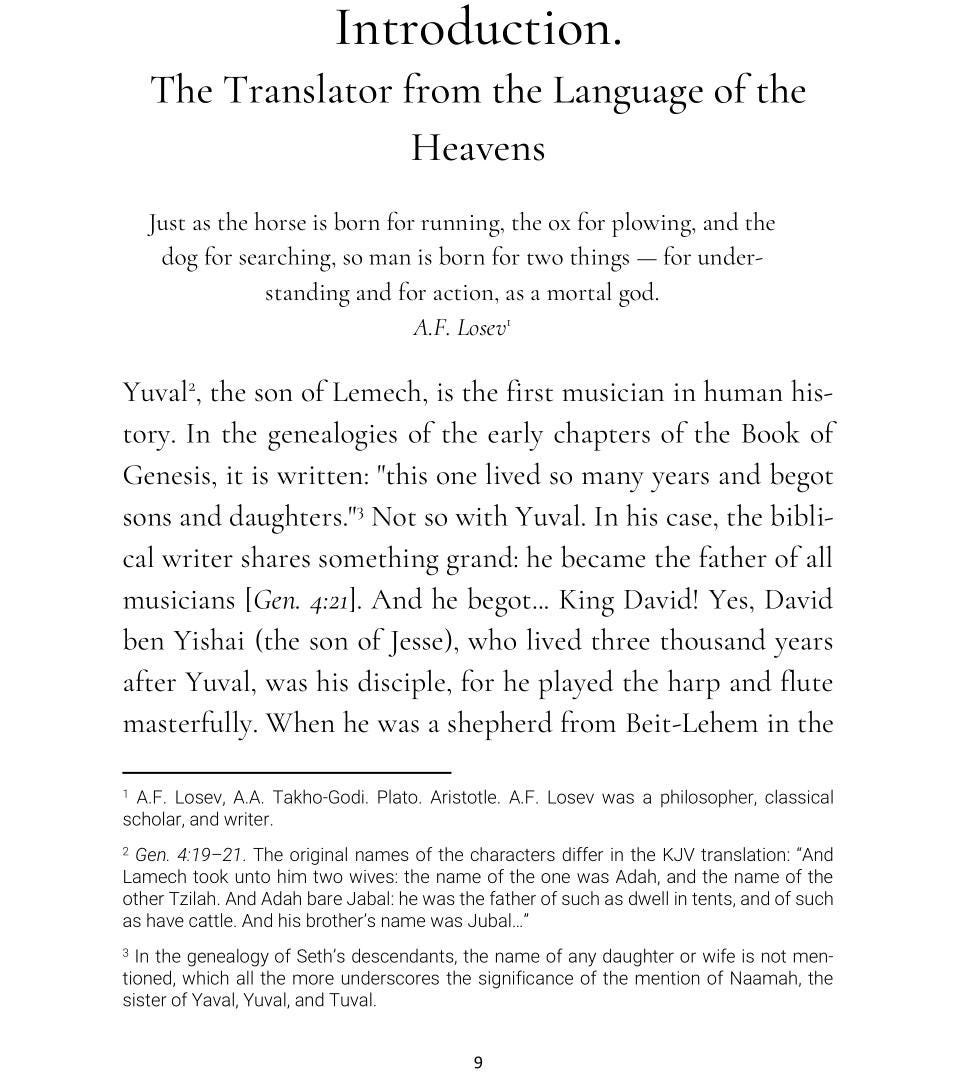 Introduction.
The Translator from the Language of the
Heavens
Just as the horse is born for running, the ox for plowing, and the
dog for searching, so man is born for two things — for under-
standing and for action, as a mortal god.
A.F. Losev¹
Yuval², the son of Lemech, is the first musician in human his-
tory. In the genealogies of the early chapters of the Book of
Genesis, it is written: "this one lived so many years and begot
sons and daughters."³ Not so with Yuval. In his case, the bibli-
cal writer shares something grand: he became the father of all
musicians [Gen. 4:21]. And he begot... King David! Yes, David
ben Yishai (the son of Jesse), who lived three thousand years
after Yuval, was his disciple, for he played the harp and flute
masterfully. When he was a shepherd from Beit-Lehem in the
¹ A.F. Losev, A.A. Takho-Godi. Plato. Aristotle. A.F. Losev was a philosopher, classical
scholar, and writer.
² Gen. 4:19–21. The original names of the characters differ in the KJV translation: “And
Lamech took unto him two wives: the name of the one was Adah, and the name of the
other Tzilah. And Adah bare Jabal: he was the father of such as dwell in tents, and of such
as have cattle. And his brother’s name was Jubal...”
³ In the genealogy of Seth’s descendants, the name of any daughter or wife is not men-
tioned, which all the more underscores the significance of the mention of Naamah, the
sister of Yaval, Yuval, and Tuval.
9